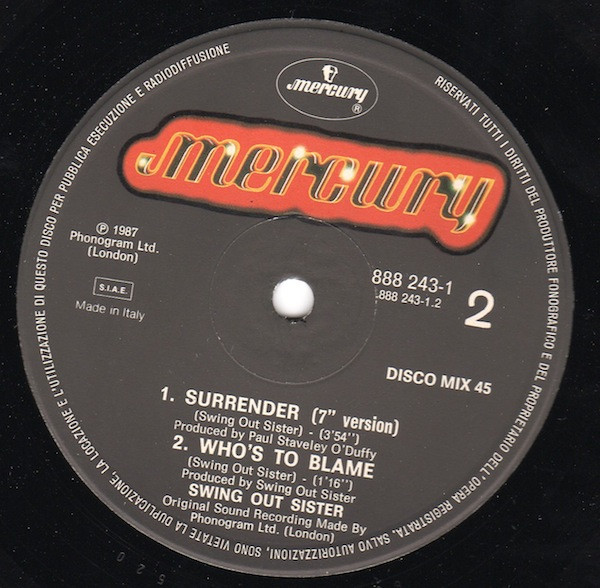 RISERVATI TUTTI I DIRITTI DEL PRODUTTORE FONOGRAFICO E DEL PROPRIETARIO DELL'OPERA REGISTRATA. SALVO AUTORIZZAZIONI, SONO VIETATE LA DUPLICAZIONE, LA LOCAZIONE E L'UTILIZZAZIONE DI QUESTO DISCO PER PUBBLICA ESECUZIONE E RADIODIFFUSIONE
mercury
®
mercury
℗ 1987
Phonogram Ltd.
(London)
S.I.A.E.
Made in Italy
888 243-1
888 243-1.2
2
DISCO MIX 45
1. SURRENDER (7" version)
(Swing Out Sister) - (3'54")
Produced by Paul Staveley O'Duffy
2. WHO'S TO BLAME
(Swing Out Sister) - (1'16")
Produced by Swing Out Sister
SWING OUT SISTER
Original Sound Recording Made By
Phonogram Ltd. (London)
5 2 0